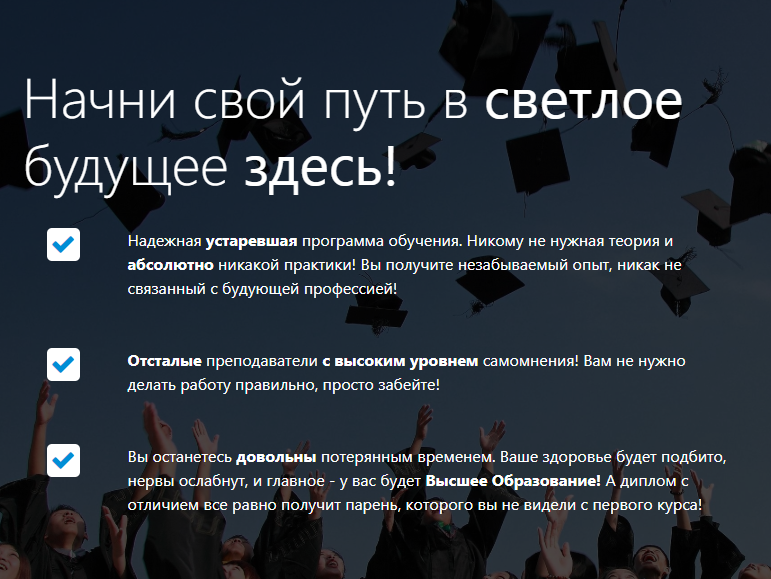 Начни свой путь в светлое
будущее здесь!
Надежная устаревшая программа обучения. Никому не нужная теория и
абсолютно никакой практики! Вы получите незабываемый опыт, никак не
связанный с будующей профессией!
Отсталые преподаватели с высоким уровнем самомнения! Вам не нужно
делать работу правильно, просто забейте!
Вы останетесь довольны потерянным временем. Ваше здоровье будет подбито,
нервы ослабнут, и главное - у вас будет Высшее Образование! А диплом с
отличием все равно получит парень, которого вы не видели с первого курса!